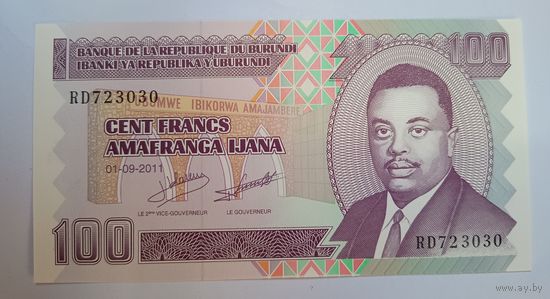 BANQUE DE LA REPUBLIQUE DU BURUNDI
IBANKI YA REPUBLIKA Y'UBURUNDI
100
RD723030
IBIKORWA AMAJAMBERE
CENT FRANCS
AMAFRANGA IJANA
01-09-2011
LE 2ème VICE-GOUVERNEUR
LE GOUVERNEUR
100
RD723030
www.ay.by